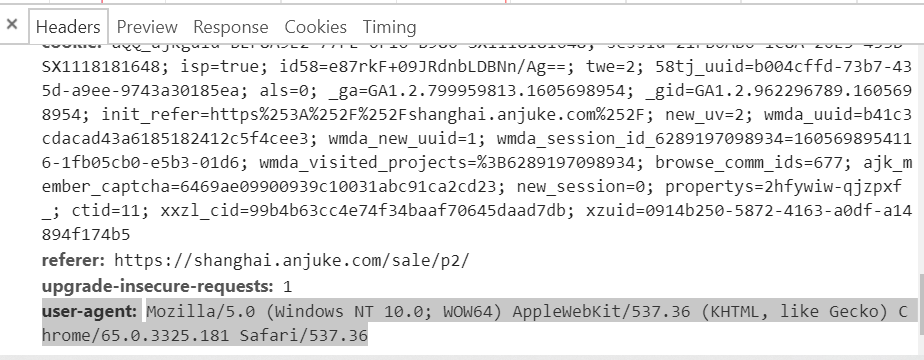 × Headers Preview Response Cookies Timing
SX1118181648; isp=true; id58=e87rkF+09JRdnbLDBNn/Ag==; twe=2; 58tj_uuid=b004cffd-73b7-43
5d-a9ee-9743a30185ea; als=0; _ga=GA1.2.799959813.1605698954; _gid=GA1.2.962296789.160569
8954; init_refer=https%253A%252F%252Fshanghai.anjuke.com%252F; new_uv=2; wmda_uuid=b41c3
cdacad43a6185182412c5f4cee3; wmda_new_uuid=1; wmda_session_id_6289197098934=160569895411
6-1fb05cb0-e5b3-01d6; wmda_visited_projects=%3B6289197098934; browse_comm_ids=677; ajk_m
ember_captcha=6469ae09900939c10031abc91ca2cd23; new_session=0; propertys=2hfywiw-qjzpxf
_; ctid=11; xxzl_cid=99b4b63cc4e74f34baaf70645daad7db; xzuid=0914b250-5872-4163-a0df-a14
894f174b5
referer: https://shanghai.anjuke.com/sale/p2/
upgrade-insecure-requests: 1
user-agent: Mozilla/5.0 (Windows NT 10.0; WOW64) AppleWebKit/537.36 (KHTML, like Gecko) C
hrome/65.0.3325.181 Safari/537.36